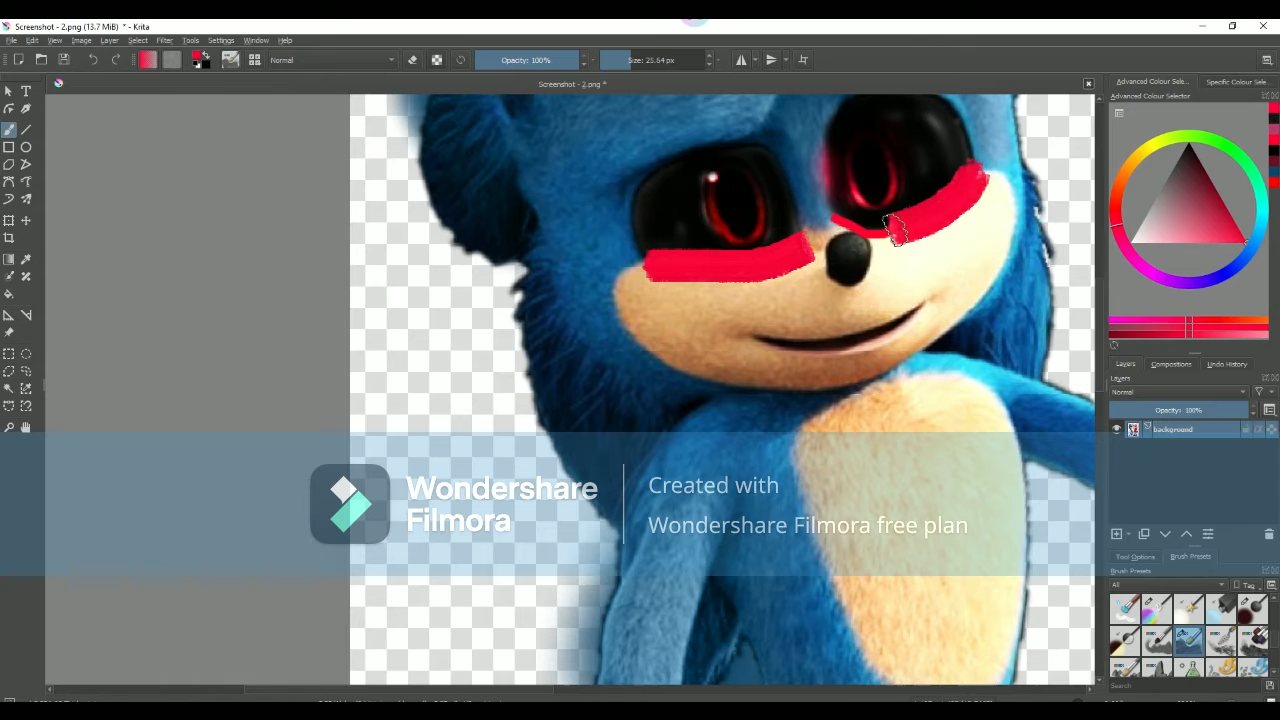 Screenshot - 2.png (13.7 MiB) * - Krita
File Edit View Image Layer Select Filter Tools Settings Window Help
Normal
Opacity: 100%
Size: 25.64 px
Screenshot - 2.png *
Advanced Colour Sele...
Specific Colour Sele...
Advanced Colour Selector
Layers Compositions Undo History
Layers
Normal
Opacity: 100%
background
Wondershare
Filmora
Created with
Wondershare Filmora free plan
Tool Options Brush Presets
Brush Presets
All
Tag
Search